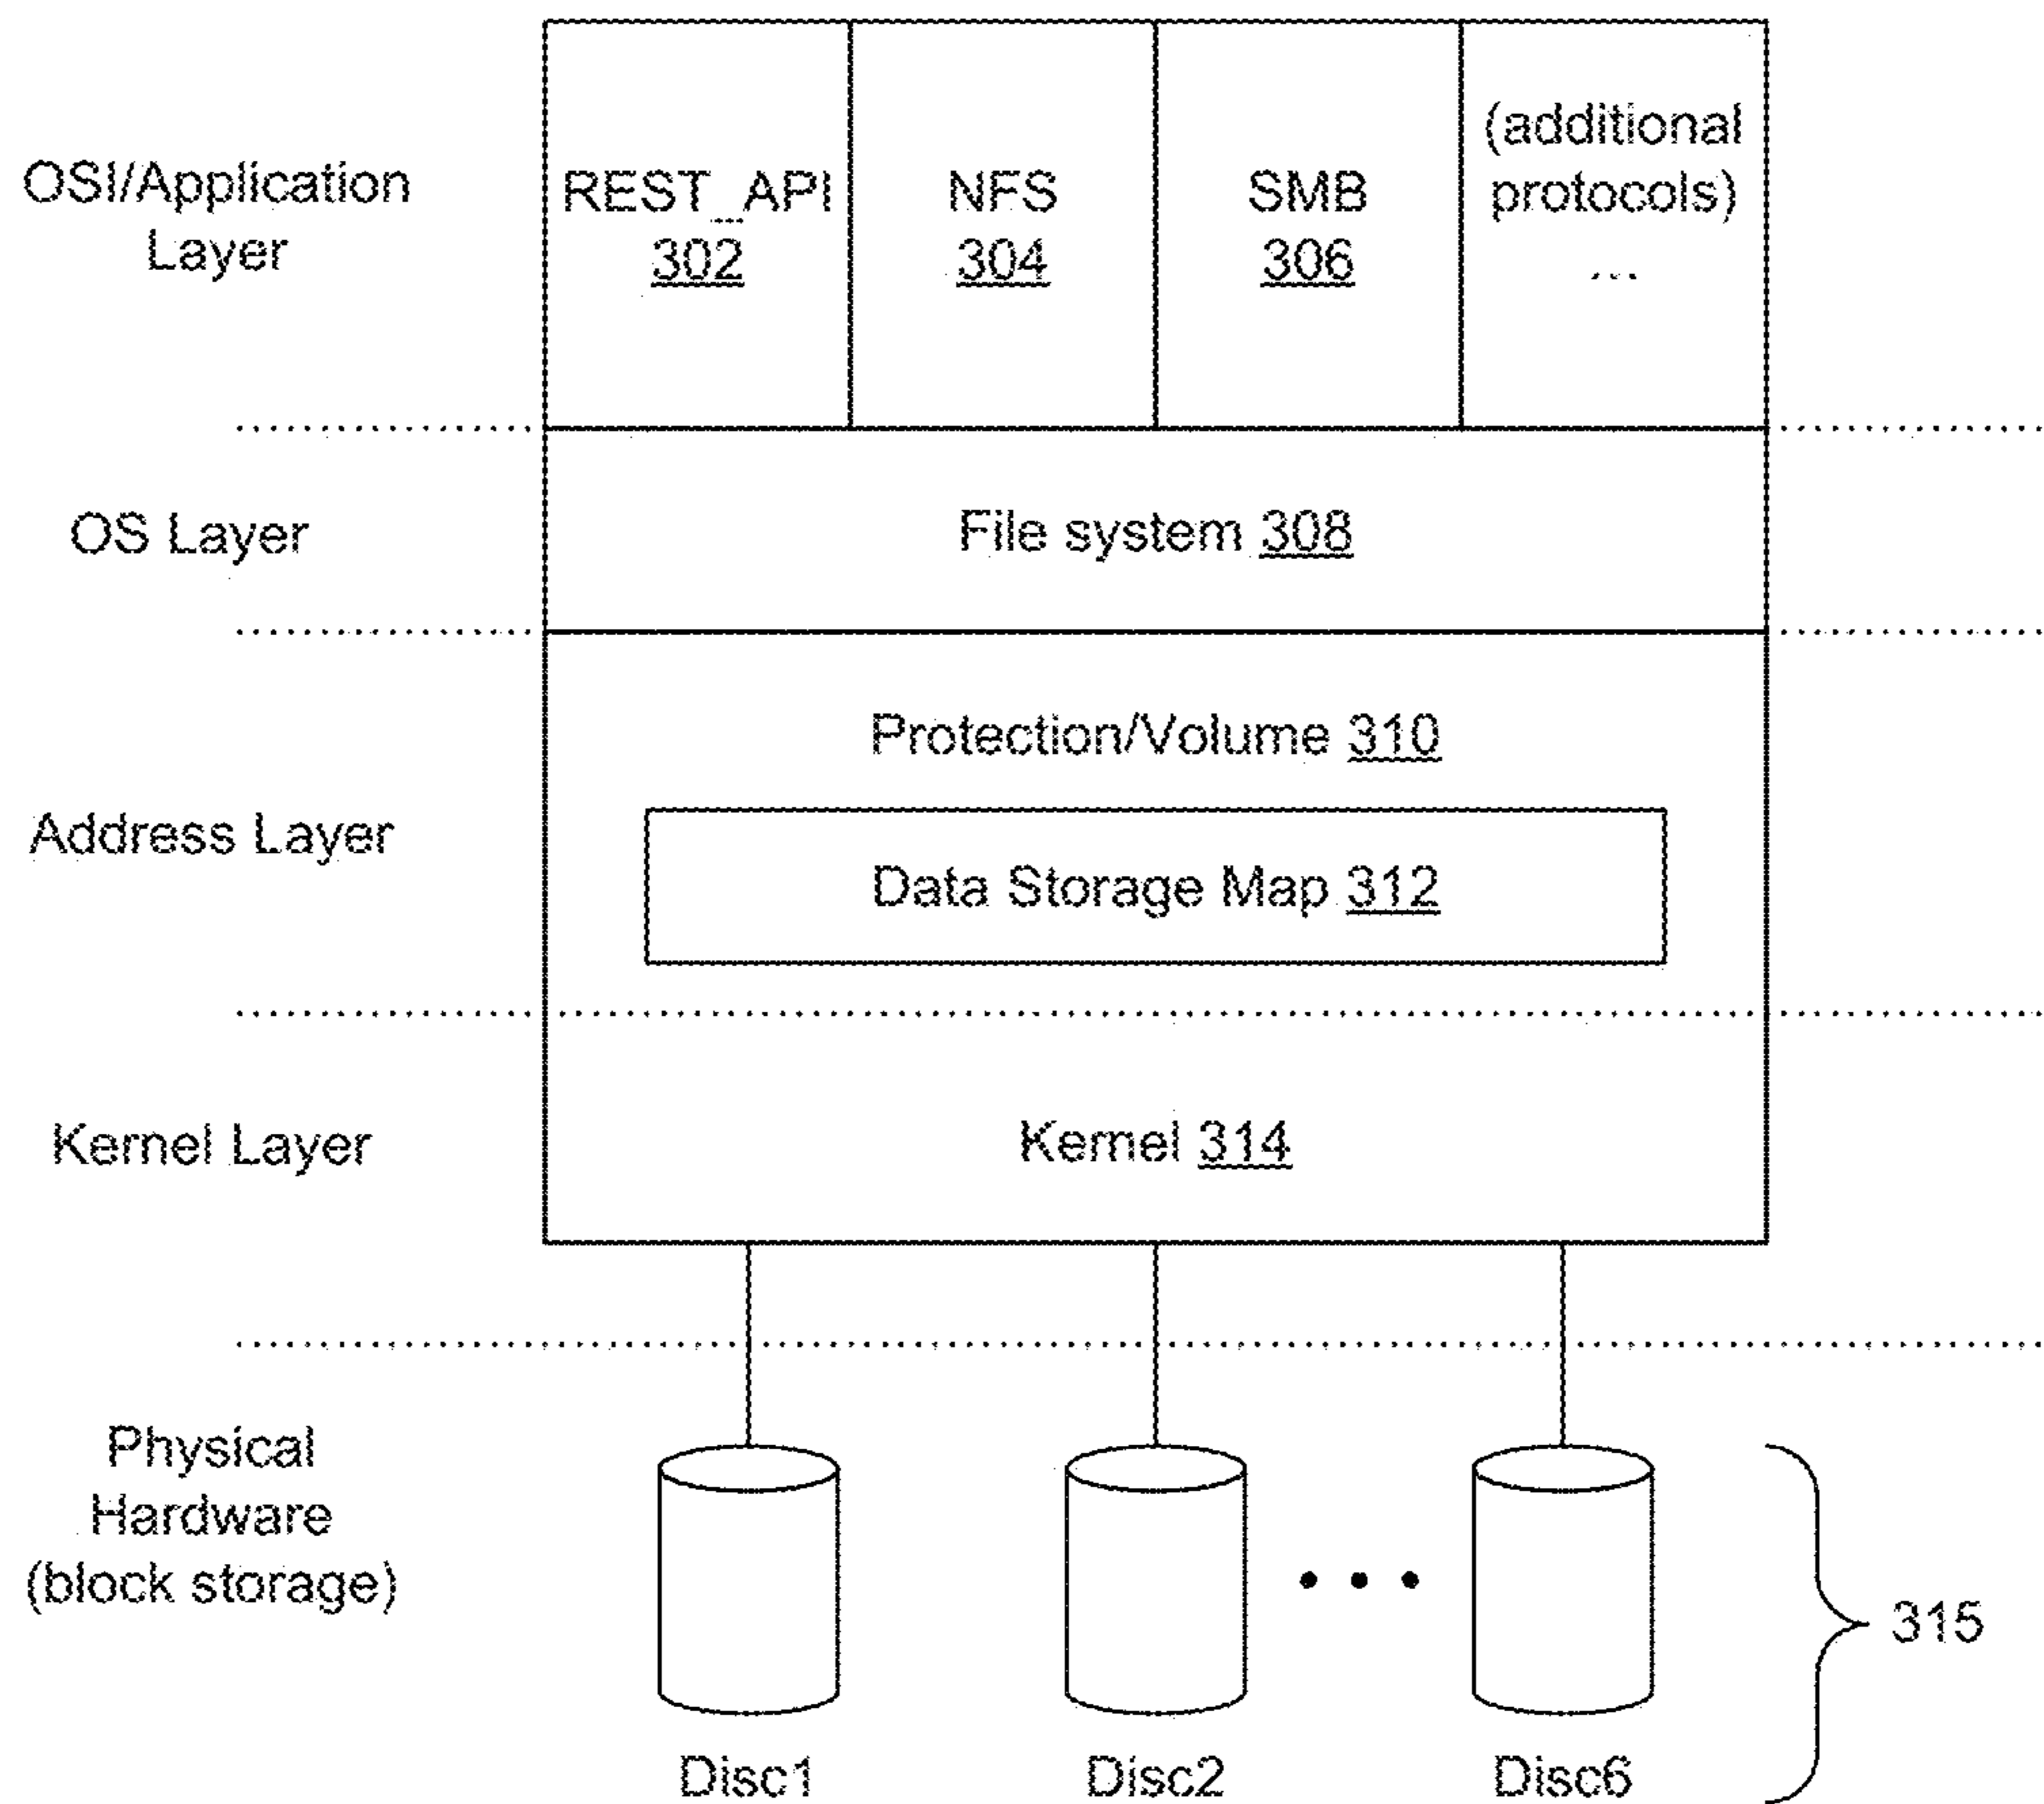 OSI/Application
Layer
REST_API
302
NFS
304
SMB
306
(additional
protocols)
...
OS Layer
File system 308
Address Layer
Protection/Volume 310
Data Storage Map 312
Kernel Layer
Kernel 314
Physical
Hardware
(block storage)
Disc1
Disc2
Disc6
315